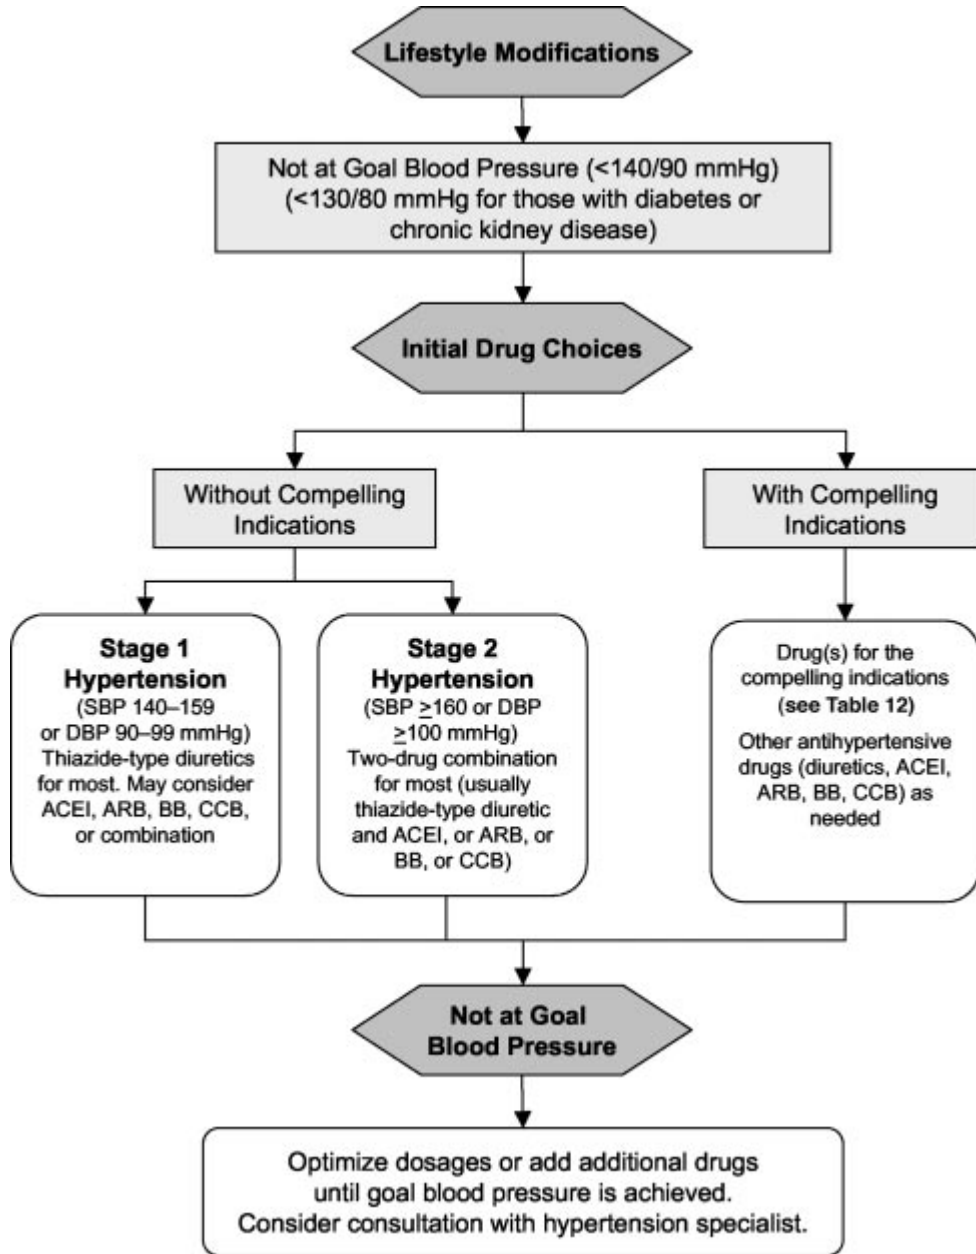 Lifestyle Modifications
Not at Goal Blood Pressure (<140/90 mmHg)
(<130/80 mmHg for those with diabetes or
chronic kidney disease)
Initial Drug Choices
Without Compelling
Indications
With Compelling
Indications
Stage 1
Hypertension
(SBP 140–159
or DBP 90–99 mmHg)
Thiazide-type diuretics
for most. May consider
ACEI, ARB, BB, CCB,
or combination
Stage 2
Hypertension
(SBP ≥160 or DBP
≥100 mmHg)
Two-drug combination
for most (usually
thiazide-type diuretic
and ACEI, or ARB, or
BB, or CCB)
Drug(s) for the
compelling indications
(see Table 12)
Other antihypertensive
drugs (diuretics, ACEI,
ARB, BB, CCB) as
needed
Not at Goal
Blood Pressure
Optimize dosages or add additional drugs
until goal blood pressure is achieved.
Consider consultation with hypertension specialist.